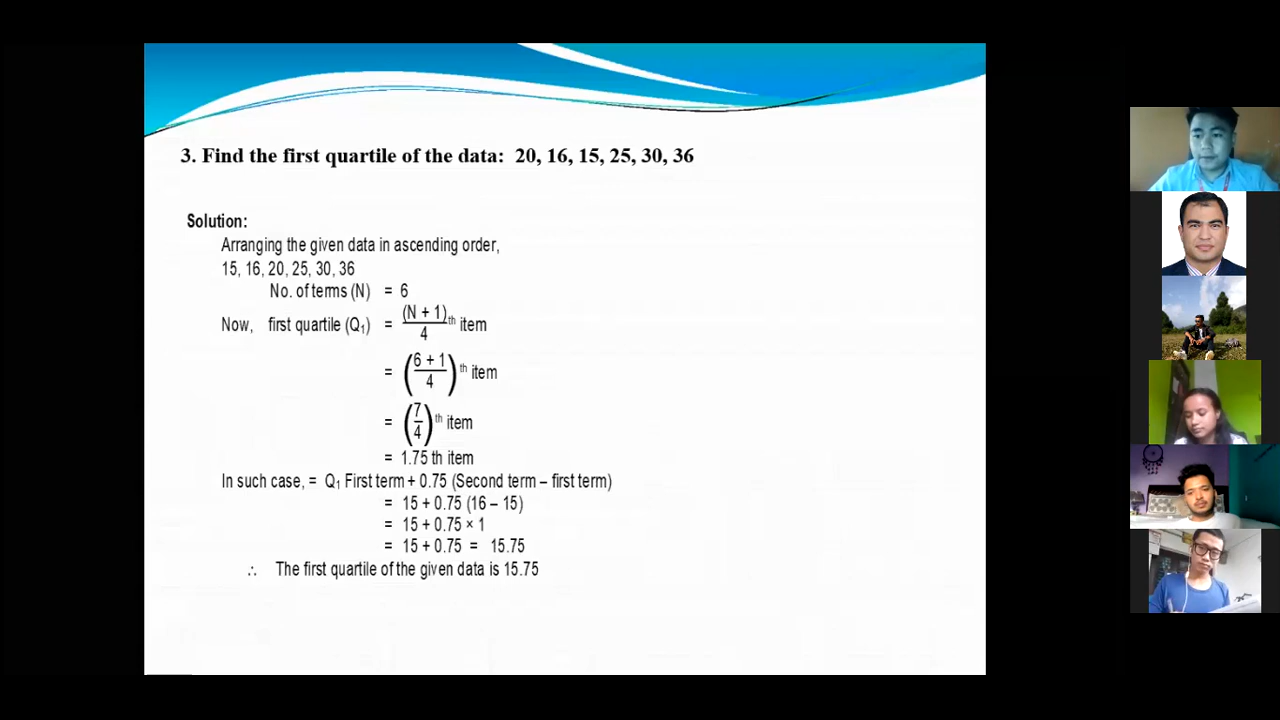 3. Find the first quartile of the data: 20, 16, 15, 25, 30, 36
Solution:
Arranging the given data in ascending order,
15, 16, 20, 25, 30, 36
No. of terms (N) = 6
Now, first quartile (Q₁) = (N + 1)/4 th item
= ((6 + 1)/4) th item
= (7/4) th item
= 1.75 th item
In such case, = Q₁ First term + 0.75 (Second term – first term)
= 15 + 0.75 (16 – 15)
= 15 + 0.75 × 1
= 15 + 0.75 = 15.75
∴ The first quartile of the given data is 15.75